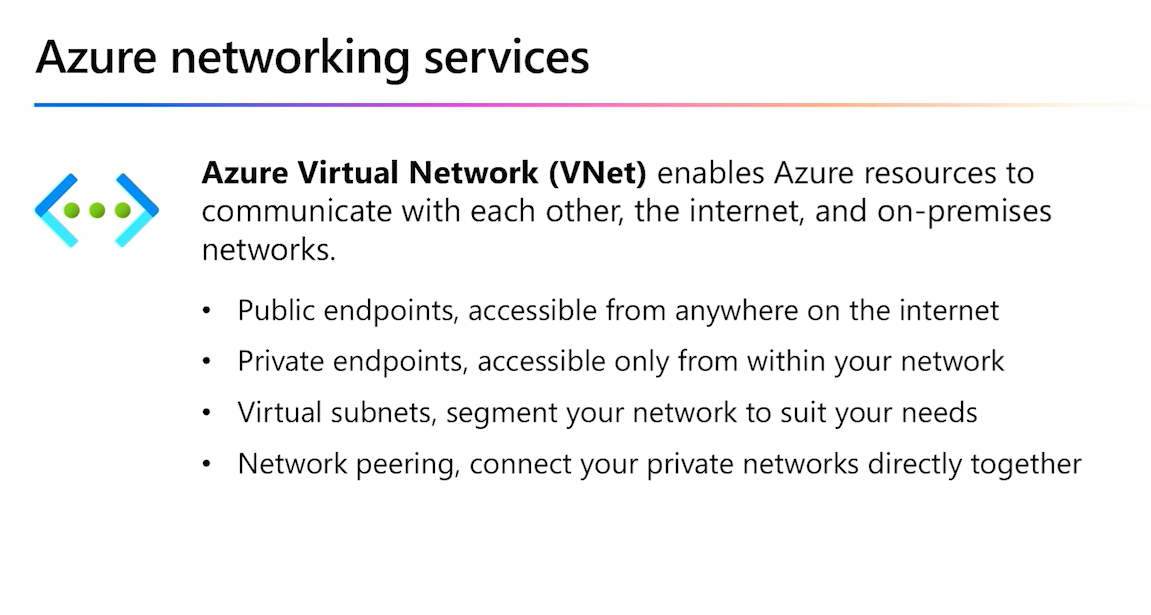 Azure networking services
Azure Virtual Network (VNet) enables Azure resources to
communicate with each other, the internet, and on-premises
networks.
• Public endpoints, accessible from anywhere on the internet
• Private endpoints, accessible only from within your network
• Virtual subnets, segment your network to suit your needs
• Network peering, connect your private networks directly together